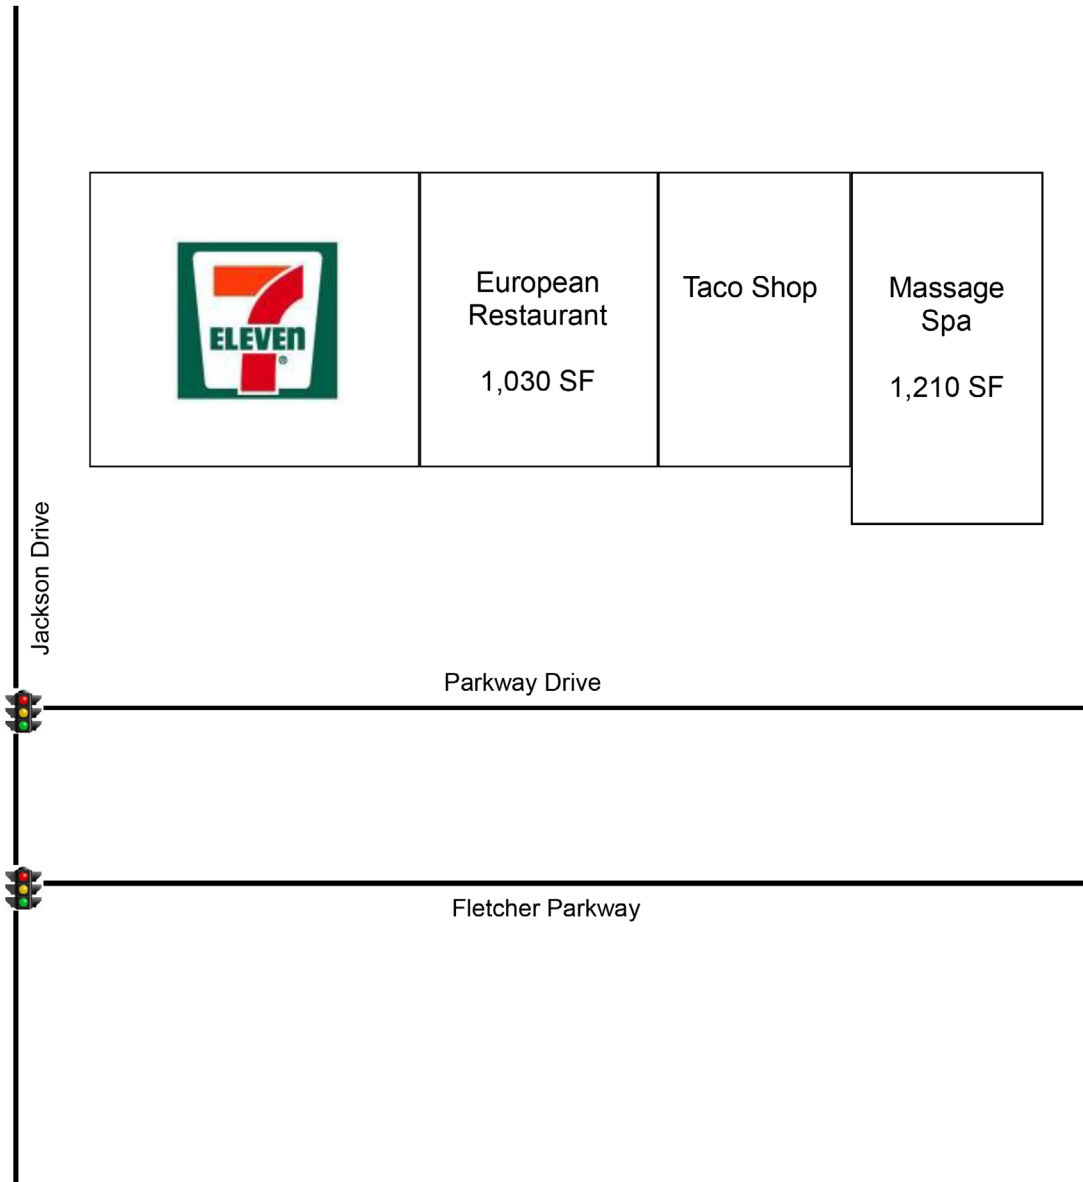 7
ELEVEn
®
European
Restaurant
1,030 SF
Taco Shop
Massage
Spa
1,210 SF
Jackson Drive
Parkway Drive
Fletcher Parkway